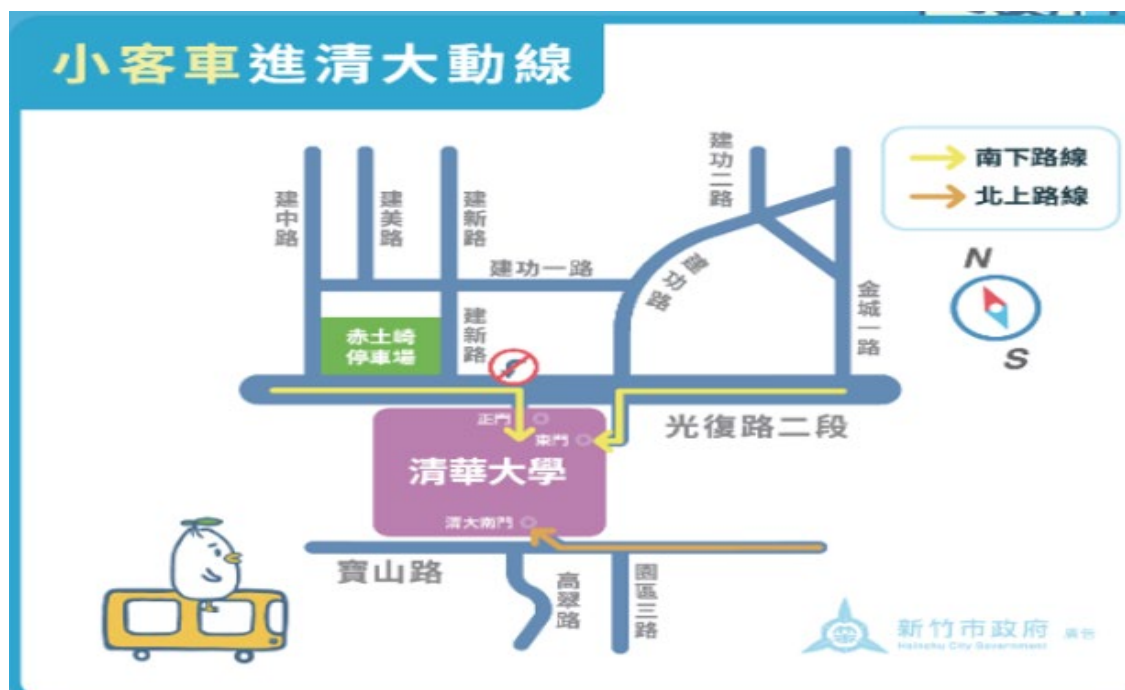 小客車進清大動線
南下路線
北上路線
N
S
建中路
建美路
建新路
建功一路
建功二路
建功路
金城一路
建新路
赤土崎
停車場
光復路二段
正門
東門
清華大學
清大南門
寶山路
高翠路
園區三路
新竹市政府 廣告
Hsinchu City Government